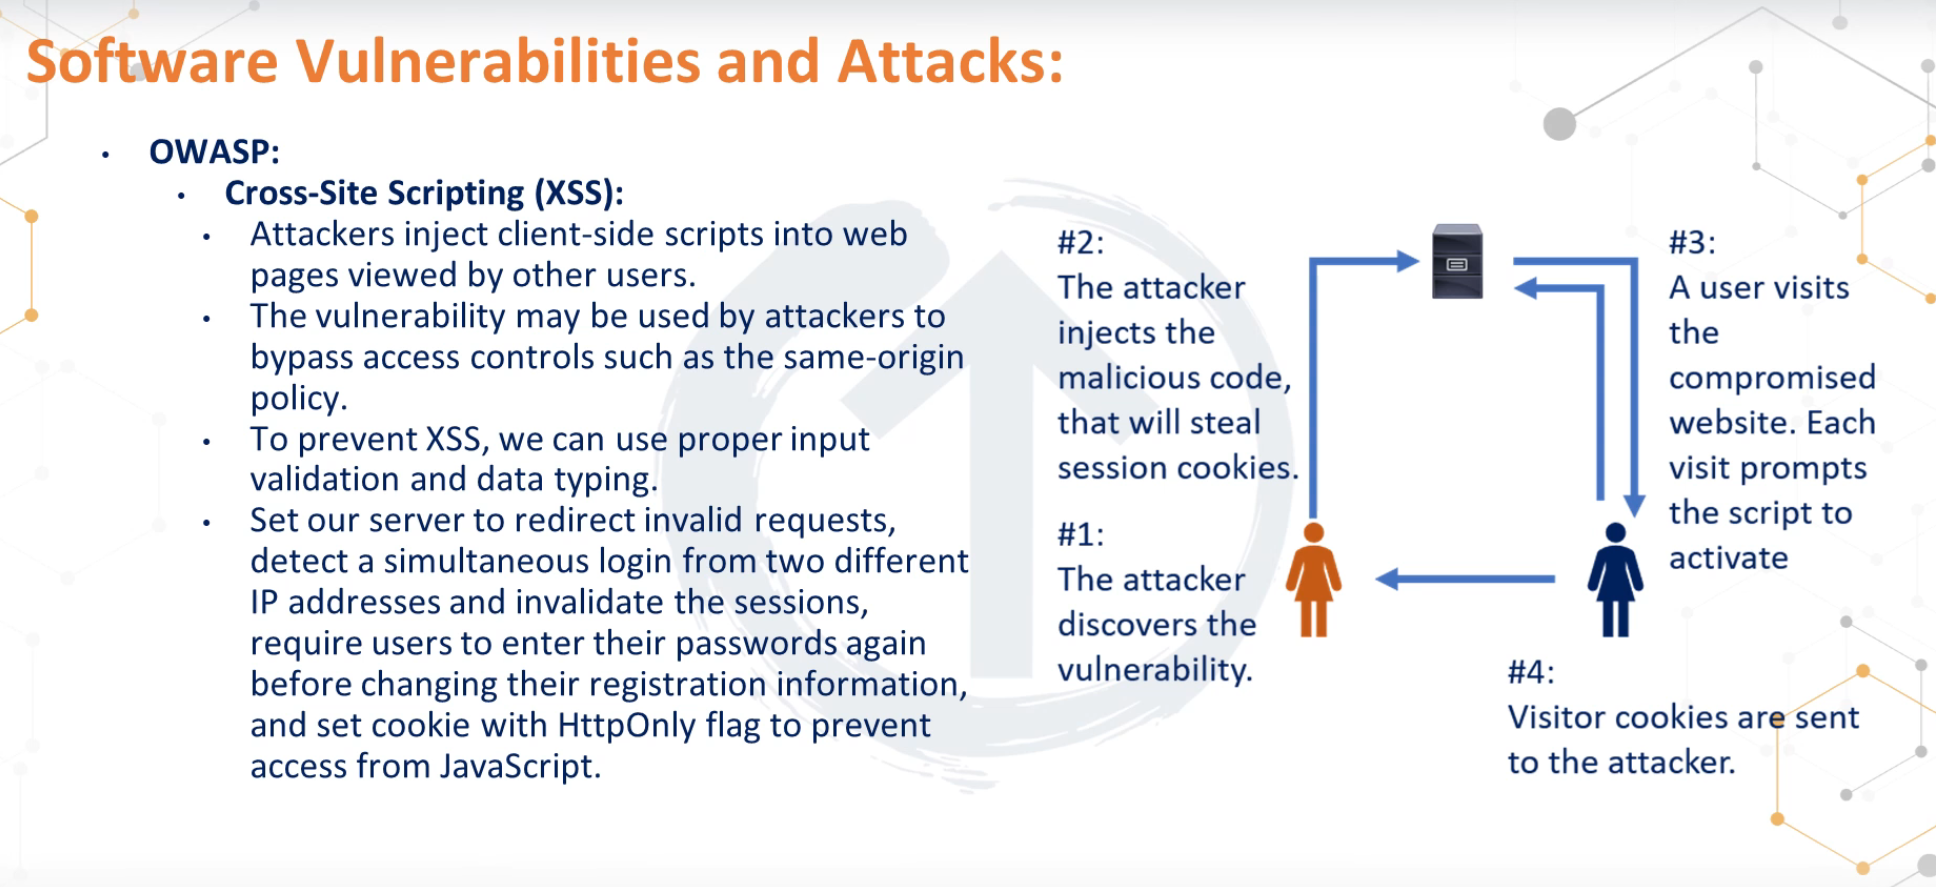 Software Vulnerabilities and Attacks:
• OWASP:
• Cross-Site Scripting (XSS):
• Attackers inject client-side scripts into web
pages viewed by other users.
• The vulnerability may be used by attackers to
bypass access controls such as the same-origin
policy.
• To prevent XSS, we can use proper input
validation and data typing.
• Set our server to redirect invalid requests,
detect a simultaneous login from two different
IP addresses and invalidate the sessions,
require users to enter their passwords again
before changing their registration information,
and set cookie with HttpOnly flag to prevent
access from JavaScript.
#2:
The attacker
injects the
malicious code,
that will steal
session cookies.
#1:
The attacker
discovers the
vulnerability.
#3:
A user visits
the
compromised
website. Each
visit prompts
the script to
activate
#4:
Visitor cookies are sent
to the attacker.